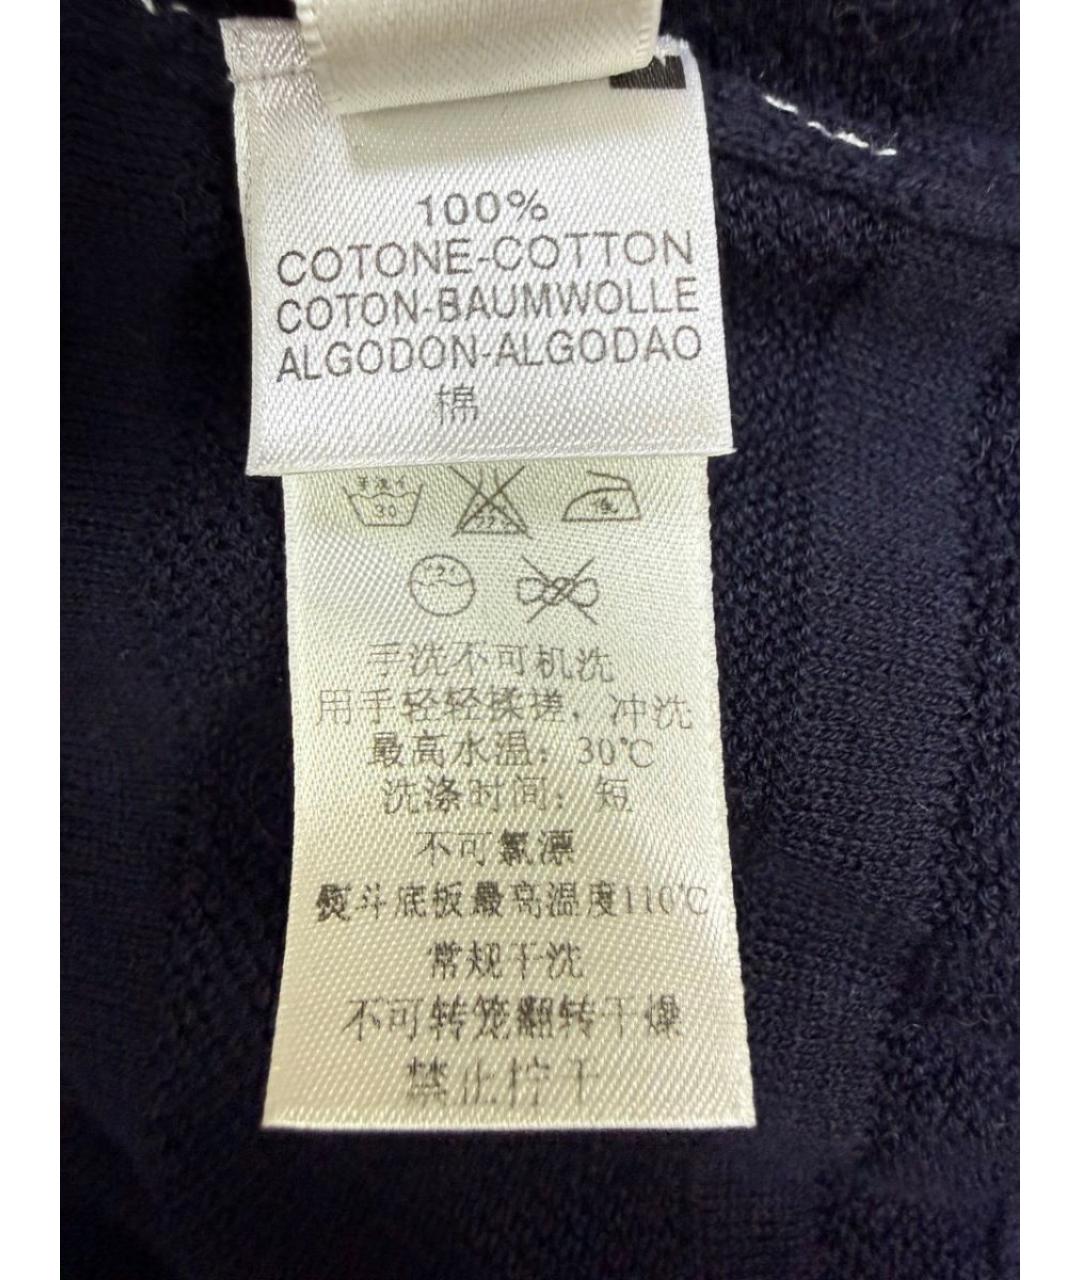 100%
COTONE-COTTON
COTON-BAUMWOLLE
ALGODON-ALGODAO
棉
30
手洗不可机洗
用手轻轻揉搓，冲洗
最高水温：30℃
洗涤时间：短
不可氯漂
熨斗底板最高温度110℃
常规干洗
不可转笼翻转干燥
禁止拧干